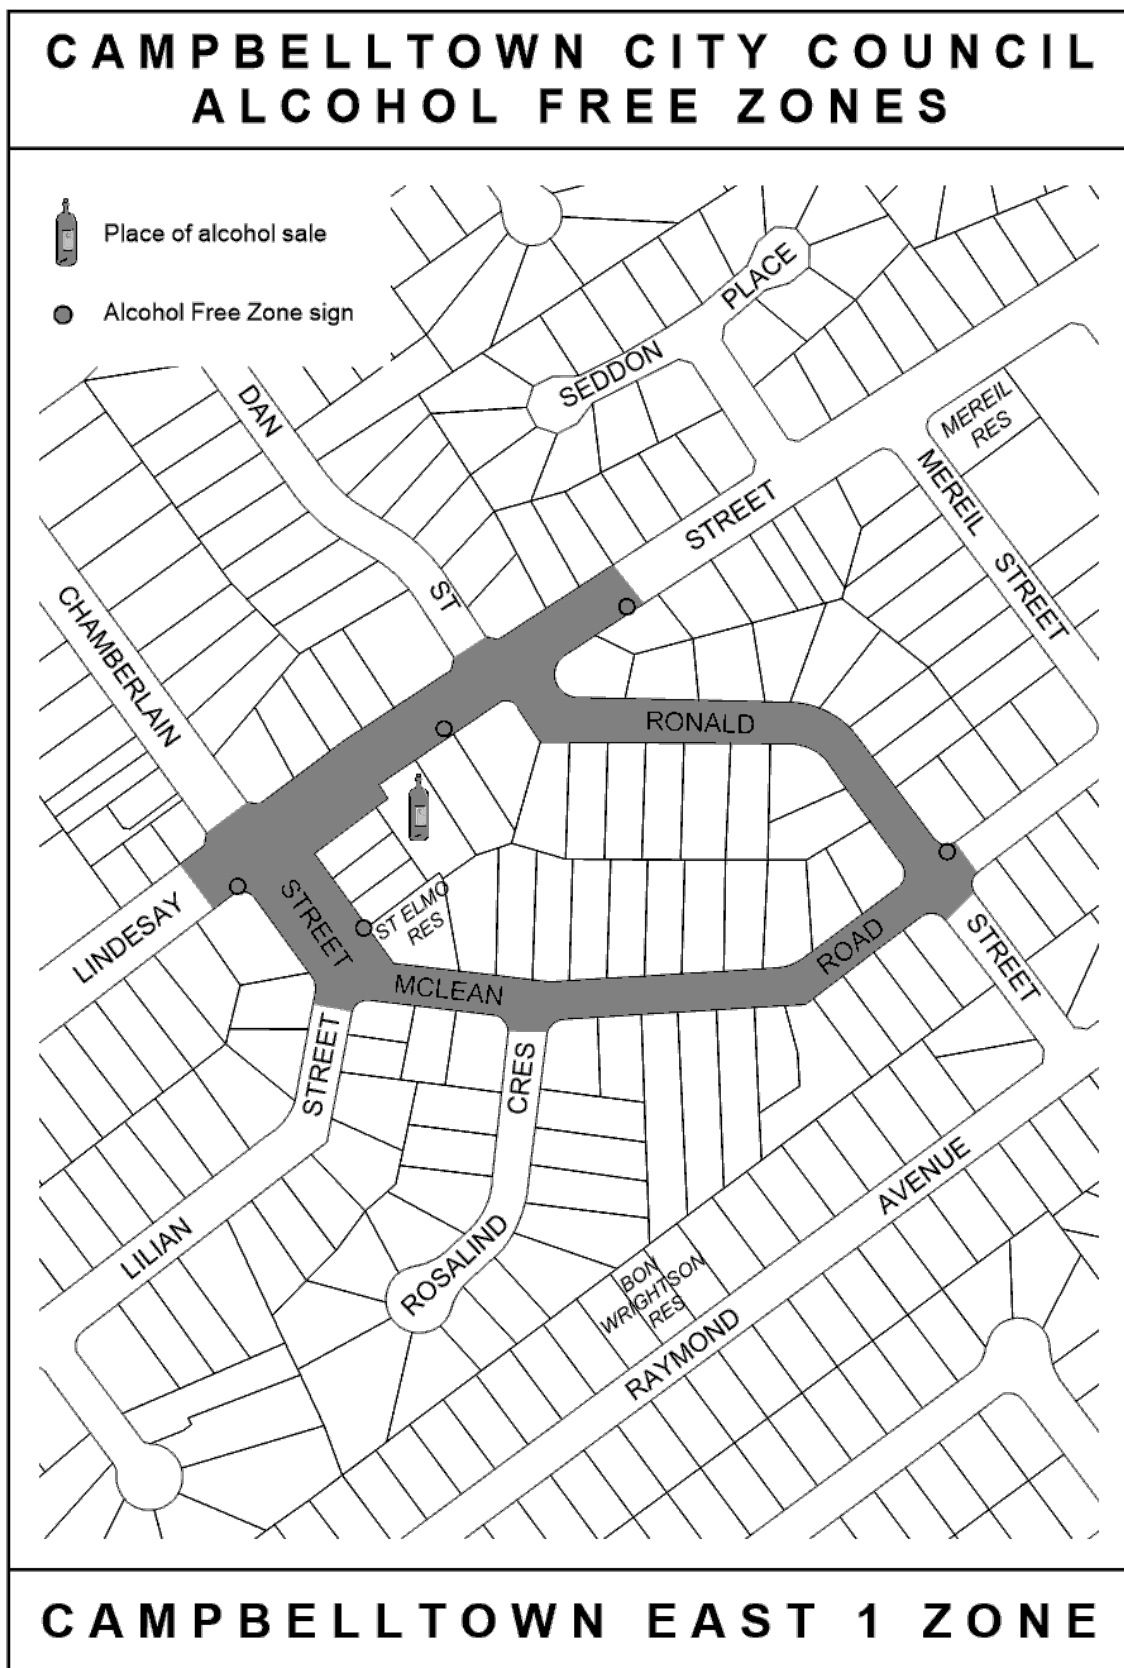 CAMPBELLTOWN CITY COUNCIL
ALCOHOL FREE ZONES
Place of alcohol sale
Alcohol Free Zone sign
SEDDON
PLACE
DAN
ST
MEREIL
RES
MEREIL
STREET
STREET
CHAMBERLAIN
RONALD
LINDESAY
STREET
ST ELMO
RES
MCLEAN
ROAD
STREET
STREET
CRES
LILIAN
ROSALIND
AVENUE
BON
WRIGHTSON
RES
RAYMOND
CAMPBELLTOWN EAST 1 ZONE